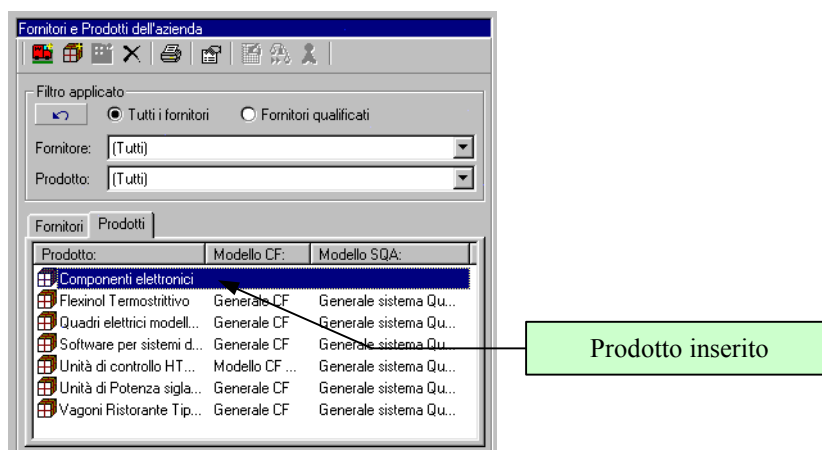 Fornitori e Prodotti dell'azienda
Filtro applicato
Tutti i fornitori Fornitori qualificati
Fornitore: (Tutti)
Prodotto: (Tutti)
Fornitori Prodotti
Prodotto: Modello CF: Modello SQA:
Componenti elettronici
Flexinol Termostrittivo Generale CF Generale sistema Qu...
Quadri elettrici modell... Generale CF Generale sistema Qu...
Software per sistemi d... Generale CF Generale sistema Qu...
Unità di controllo HT... Modello CF ... Generale sistema Qu...
Unità di Potenza sigla... Generale CF Generale sistema Qu...
Vagoni Ristorante Tip... Generale CF Generale sistema Qu...
Prodotto inserito